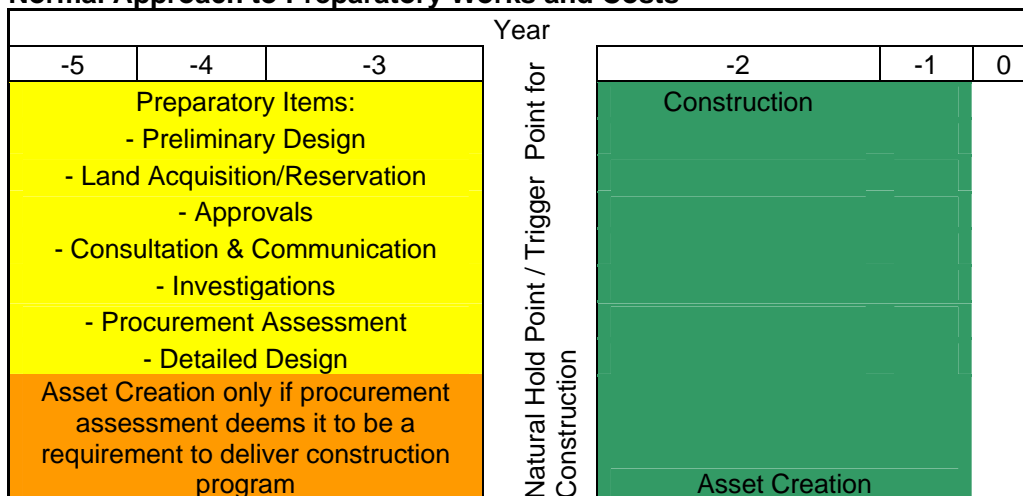 Normal Approach to Preparatory Works and Costs
Year
-5 -4 -3 -2 -1 0
Preparatory Items:
- Preliminary Design
- Land Acquisition/Reservation
- Approvals
- Consultation & Communication
- Investigations
- Procurement Assessment
- Detailed Design
Asset Creation only if procurement
assessment deems it to be a
requirement to deliver construction
program
Natural Hold Point / Trigger Point for
Construction
Construction
Asset Creation